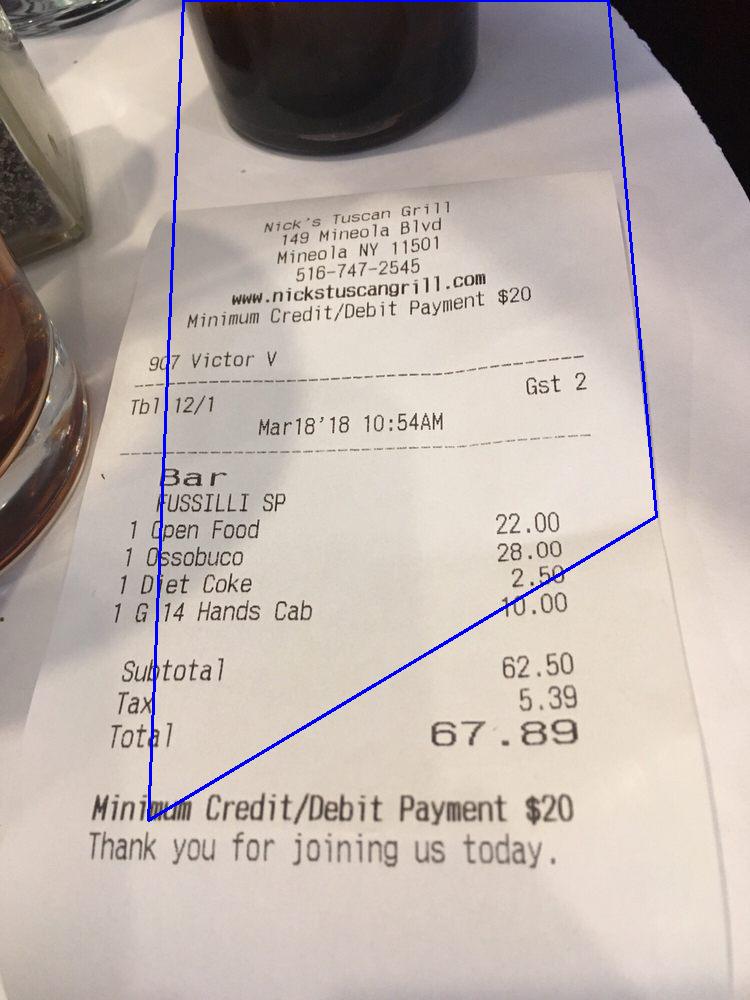 Nick's Tuscan Grill
149 Mineola Blvd
Mineola NY 11501
516-747-2545
www.nickstuscangrill.com
Minimum Credit/Debit Payment $20
907 Victor V
Tbl 12/1 Gst 2
Mar18'18 10:54AM
Bar
FUSSILLI SP
1 Open Food 22.00
1 Ossobuco 28.00
1 Diet Coke 2.50
1 G 14 Hands Cab 10.00
Subtotal 62.50
Tax 5.39
Total 67.89
Minimum Credit/Debit Payment $20
Thank you for joining us today.